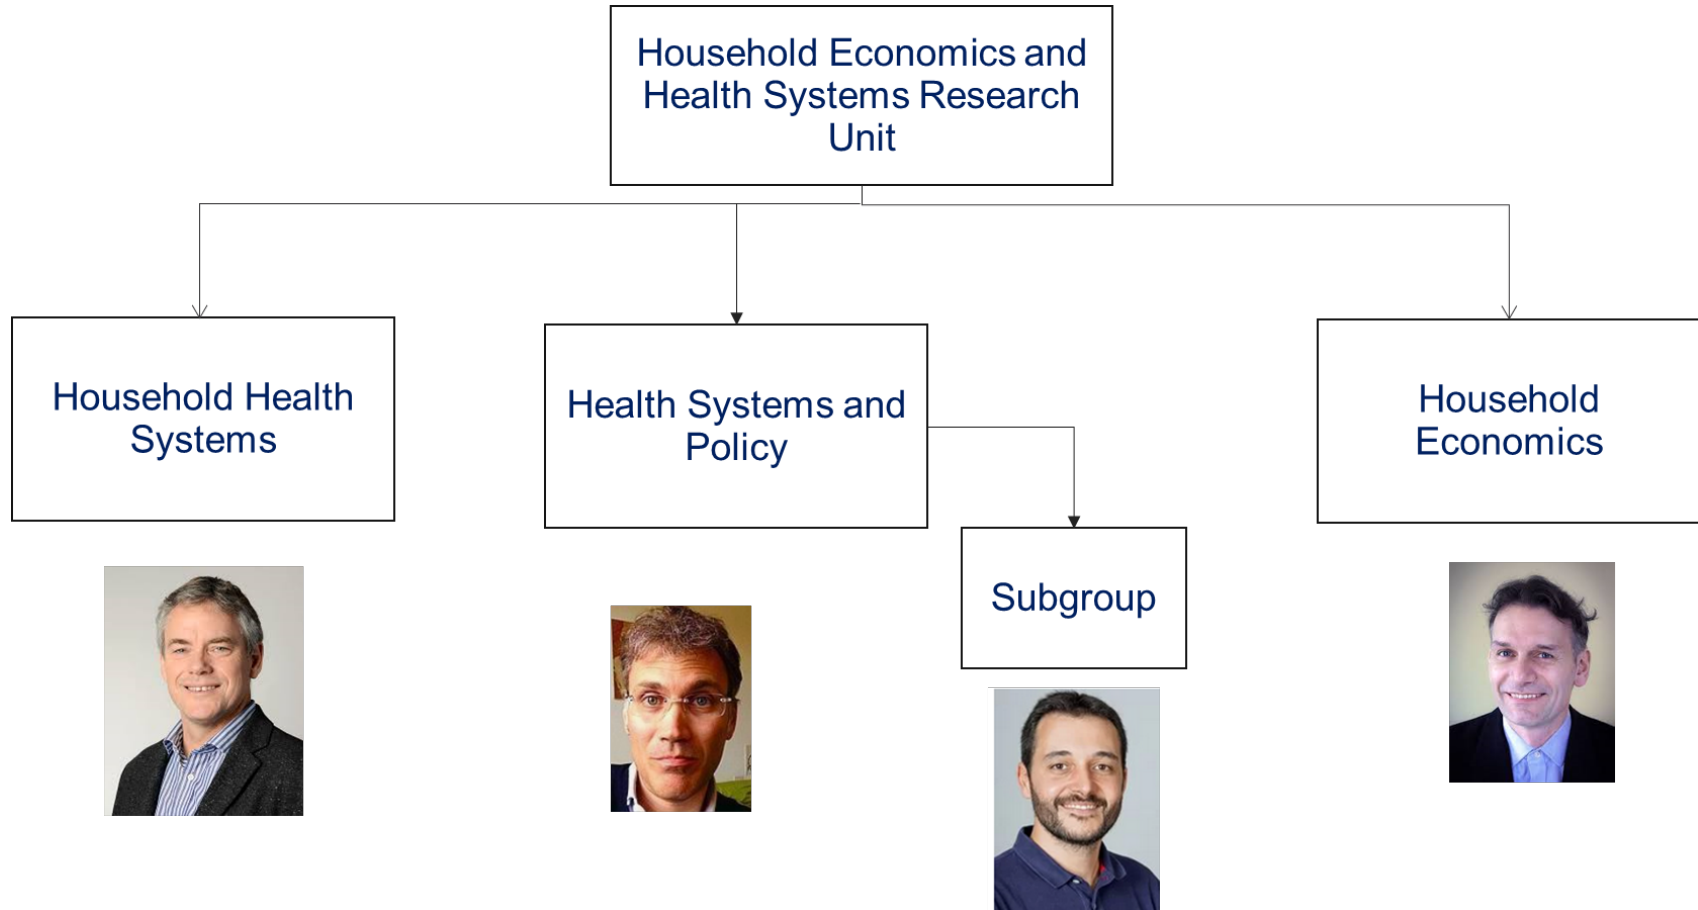 Household Economics and
Health Systems Research
Unit
Household Health
Systems
Health Systems and
Policy
Household
Economics
Subgroup